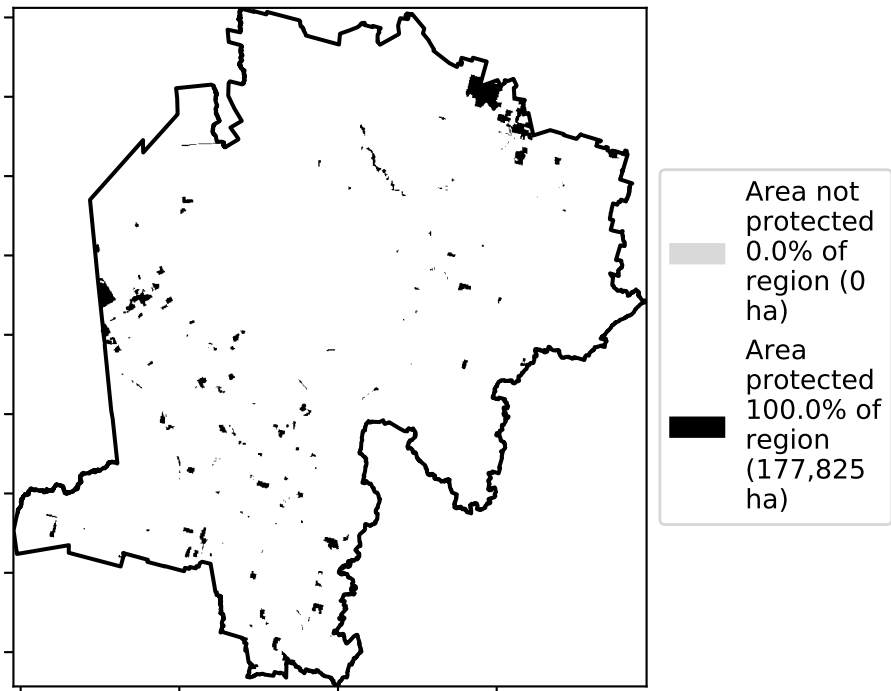 Area not
protected
0.0% of
region (0
ha)
Area
protected
100.0% of
region
(177,825
ha)